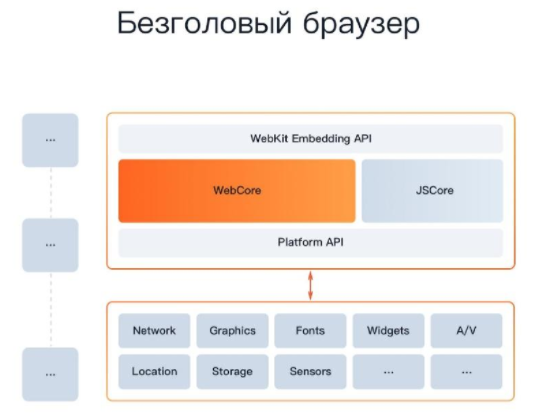 Безголовый браузер
...
WebKit Embedding API
WebCore
JSCore
Platform API
...
Network
Graphics
Fonts
Widgets
A/V
Location
Storage
Sensors
...
...
...